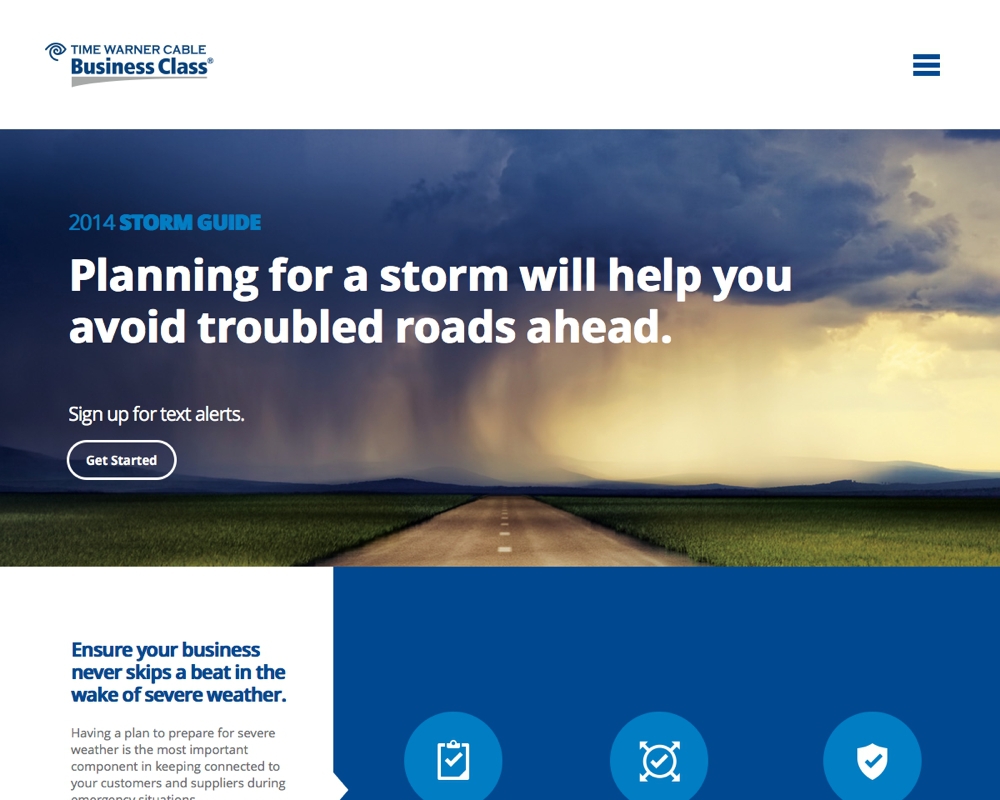 TIME WARNER CABLE
Business Class®
2014 STORM GUIDE
Planning for a storm will help you
avoid troubled roads ahead.
Sign up for text alerts.
Get Started
Ensure your business
never skips a beat in the
wake of severe weather.
Having a plan to prepare for severe
weather is the most important
component in keeping connected to
your customers and suppliers during
emergency situations.